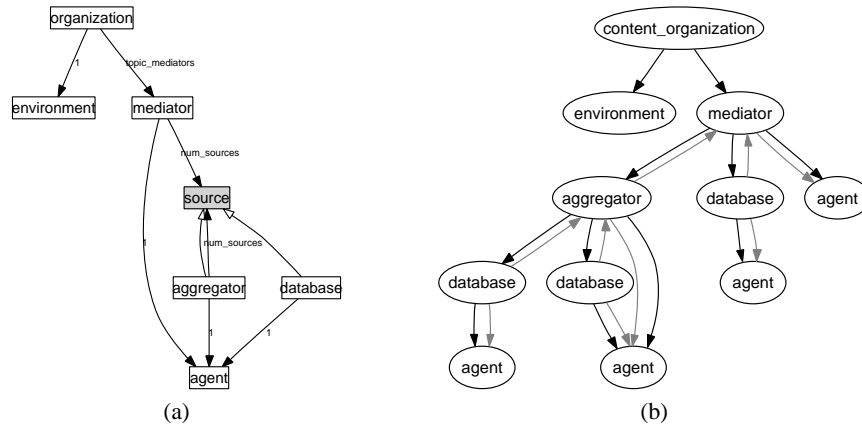 organization
1
topic_mediators
environment
mediator
num_sources
source
1
num_sources
aggregator
database
1
1
agent
(a)
content_organization
environment
mediator
aggregator
database
agent
database
database
agent
agent
agent
(b)